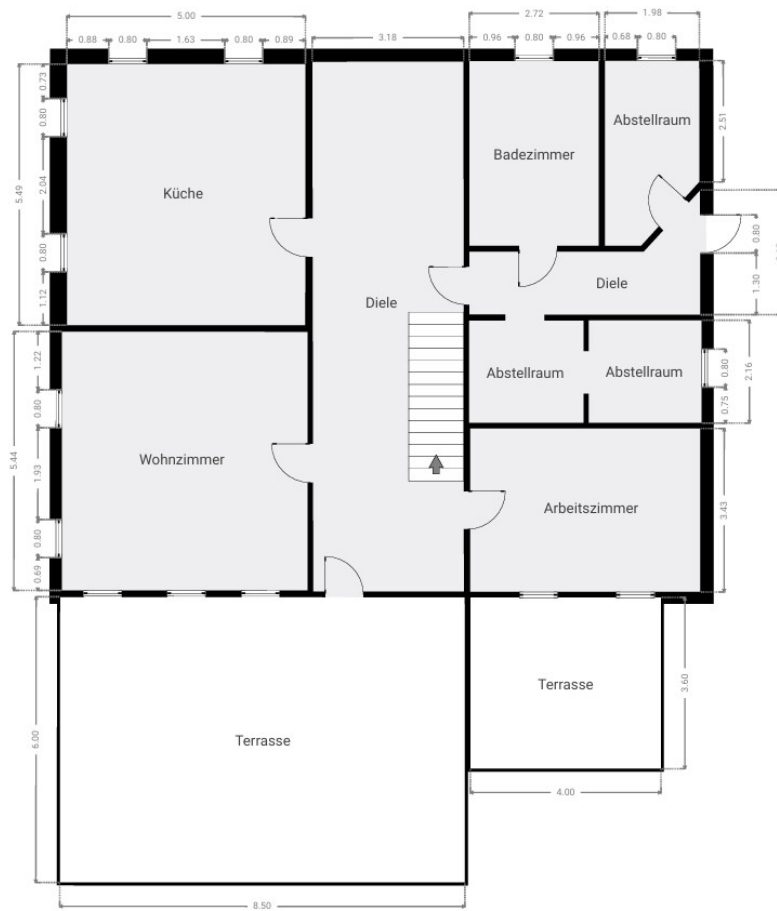 5.00
2.72
1.98
0.88 0.80 1.63 0.80 0.89
3.18
0.96 0.80 0.96
0.68 0.80
0.73
0.80
2.04
0.80
1.12
5.49
Küche
Badezimmer
Abstellraum
2.51
0.80
1.30
Diele
Diele
Abstellraum
Abstellraum
0.80
0.75
2.16
1.22
0.80
1.93
0.80
0.69
5.44
Wohnzimmer
Arbeitszimmer
3.43
6.00
Terrasse
8.50
Terrasse
3.60
4.00